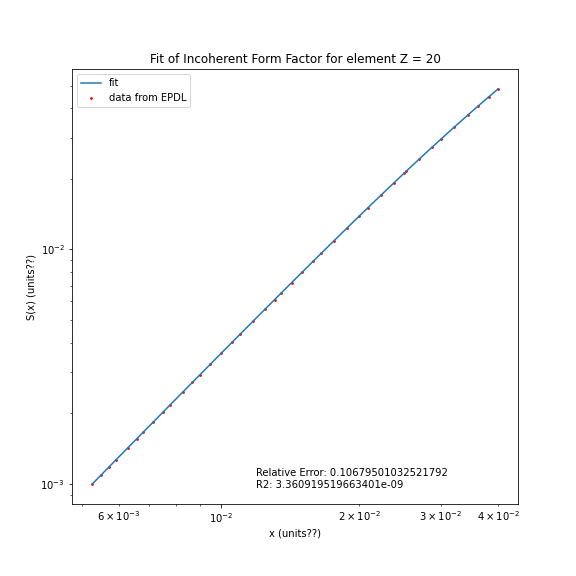 Fit of Incoherent Form Factor for element Z = 20
fit
data from EPDL
10⁻²
S(x) (units??)
10⁻³
Relative Error: 0.10679501032521792
R2: 3.360919519663401e-09
6 × 10⁻³ 10⁻² 2 × 10⁻² 3 × 10⁻² 4 × 10⁻²
x (units??)